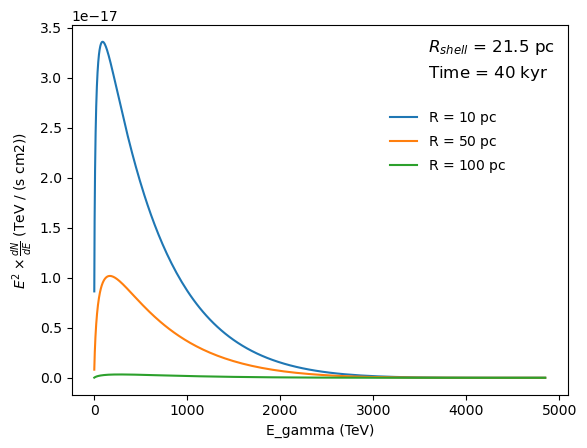 1e−17
R_shell = 21.5 pc
Time = 40 kyr
R = 10 pc
R = 50 pc
R = 100 pc
3.5
3.0
2.5
2.0
1.5
1.0
0.5
0.0
E² × dN/dE (TeV / (s cm2))
0 1000 2000 3000 4000 5000
E_gamma (TeV)